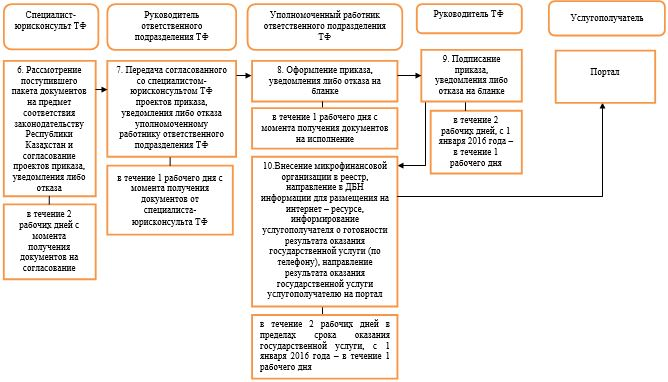 Специалист-
юрисконсульт ТФ
Руководитель
ответственного
подразделения ТФ
Уполномоченный работник
ответственного подразделения
ТФ
Руководитель ТФ
Услугополучатель
6. Рассмотрение
поступившего
пакета документов
на предмет
соответствия
законодательству
Республики
Казахстан и
согласование
проектов приказа,
уведомления либо
отказа
в течение 2
рабочих дней с
момента
получения
документов на
согласование
7. Передача согласованного
со специалистом-
юрисконсультом ТФ
проектов приказа,
уведомления либо отказа
уполномоченному
работнику ответственного
подразделения ТФ
в течение 1 рабочего дня с
момента получения
документов от
специалиста-
юрисконсульта ТФ
8. Оформление приказа,
уведомления либо отказа на
бланке
в течение 1 рабочего дня с
момента получения документов
на исполнение
9. Подписание
приказа,
уведомления либо
отказа на бланке
в течение 2
рабочих дней, с 1
января 2016 года –
в течение 1
рабочего дня
10.Внесение микрофинансовой
организации в реестр,
направление в ДБН
информации для размещения на
интернет – ресурсе,
информирование
услугополучателя о готовности
результата оказания
государственной услуги (по
телефону), направление
результата оказания
государственной услуги
услугополучателю на портал
в течение 2 рабочих дней в
пределах срока оказания
государственной услуги, с 1
января 2016 года – в течение 1
рабочего дня
Портал